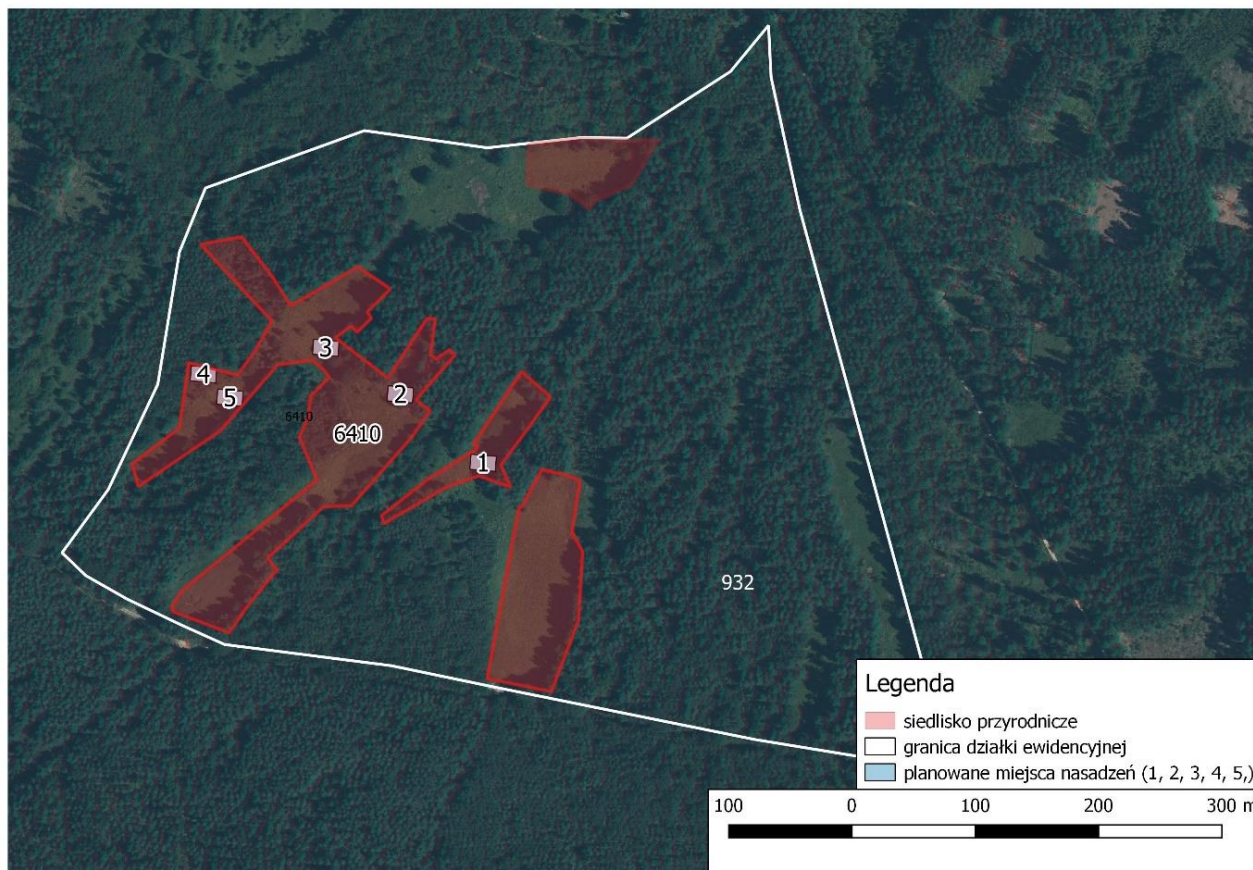 3
4
5
2
6410
6410
1
932
Legenda
siedlisko przyrodnicze
granica działki ewidencyjnej
planowane miejsca nasadzeń (1, 2, 3, 4, 5,)
100 0 100 200 300 m